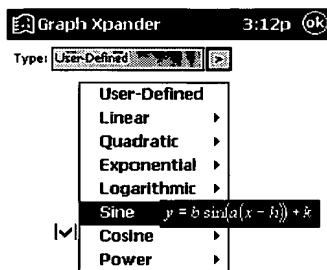 Graph Xpander 3:12p ok
Type: User-Defined >
User-Defined
Linear
Quadratic
Exponential
Logarithmic
Sine y = b sin(a(x − h)) + k
Cosine
Power